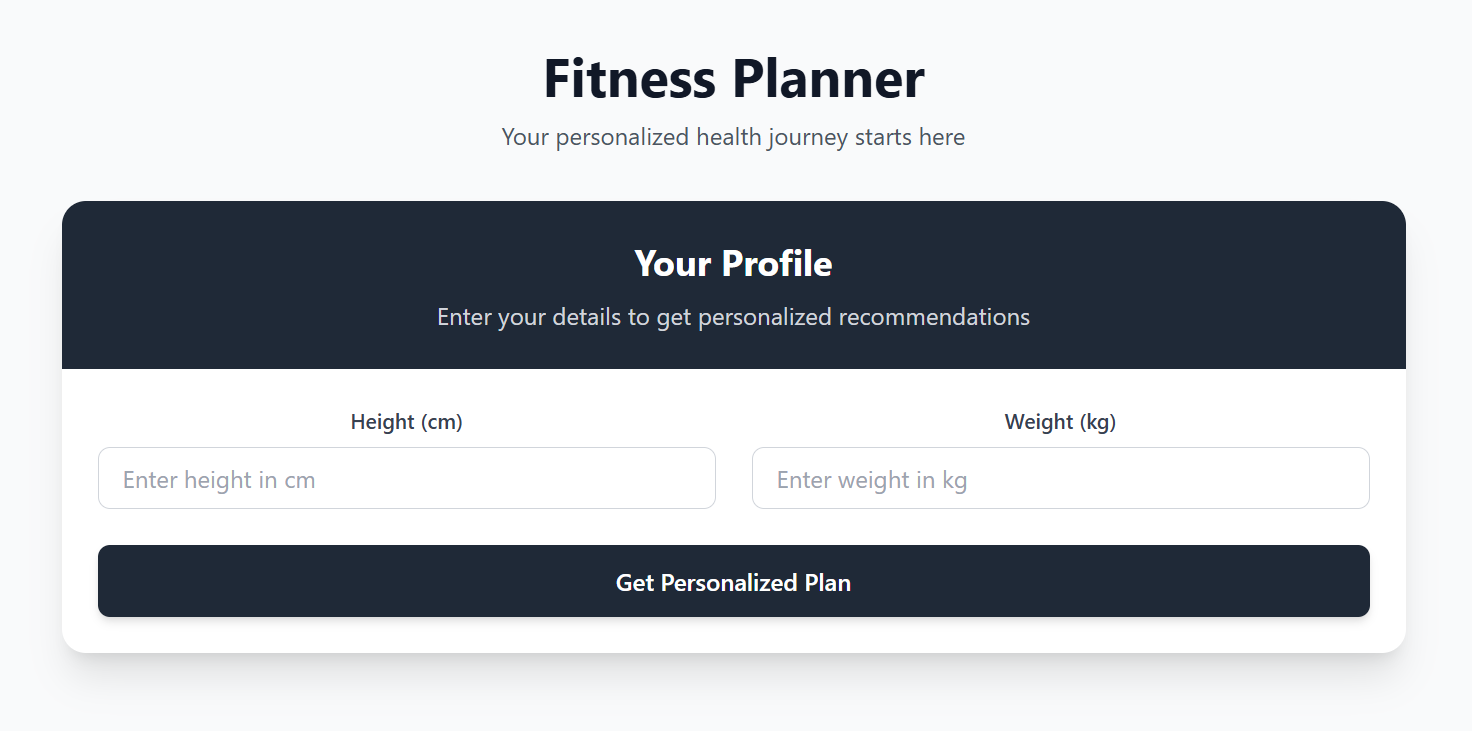 Fitness Planner
Your personalized health journey starts here
Your Profile
Enter your details to get personalized recommendations
Height (cm)
Enter height in cm
Weight (kg)
Enter weight in kg
Get Personalized Plan